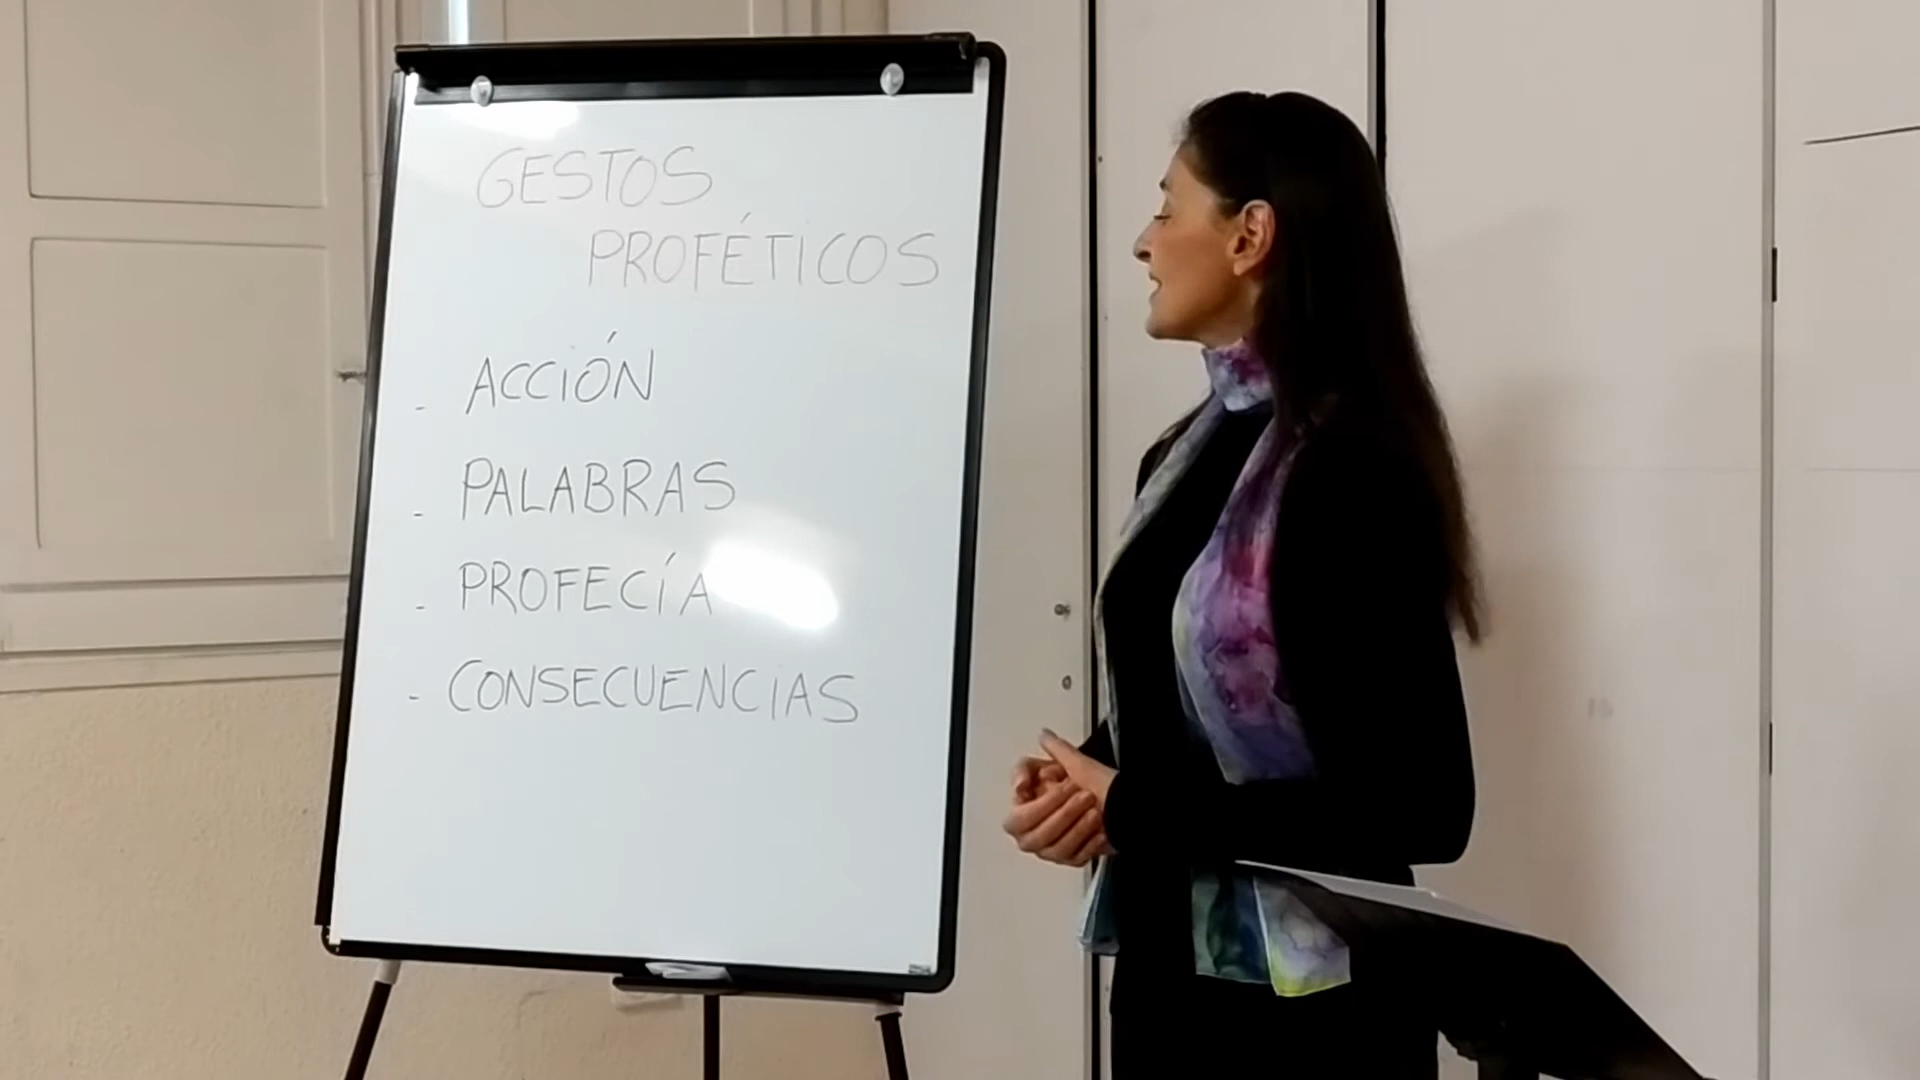 GESTOS
PROFÉTICOS
- ACCIÓN
- PALABRAS
- PROFECÍA
- CONSECUENCIAS